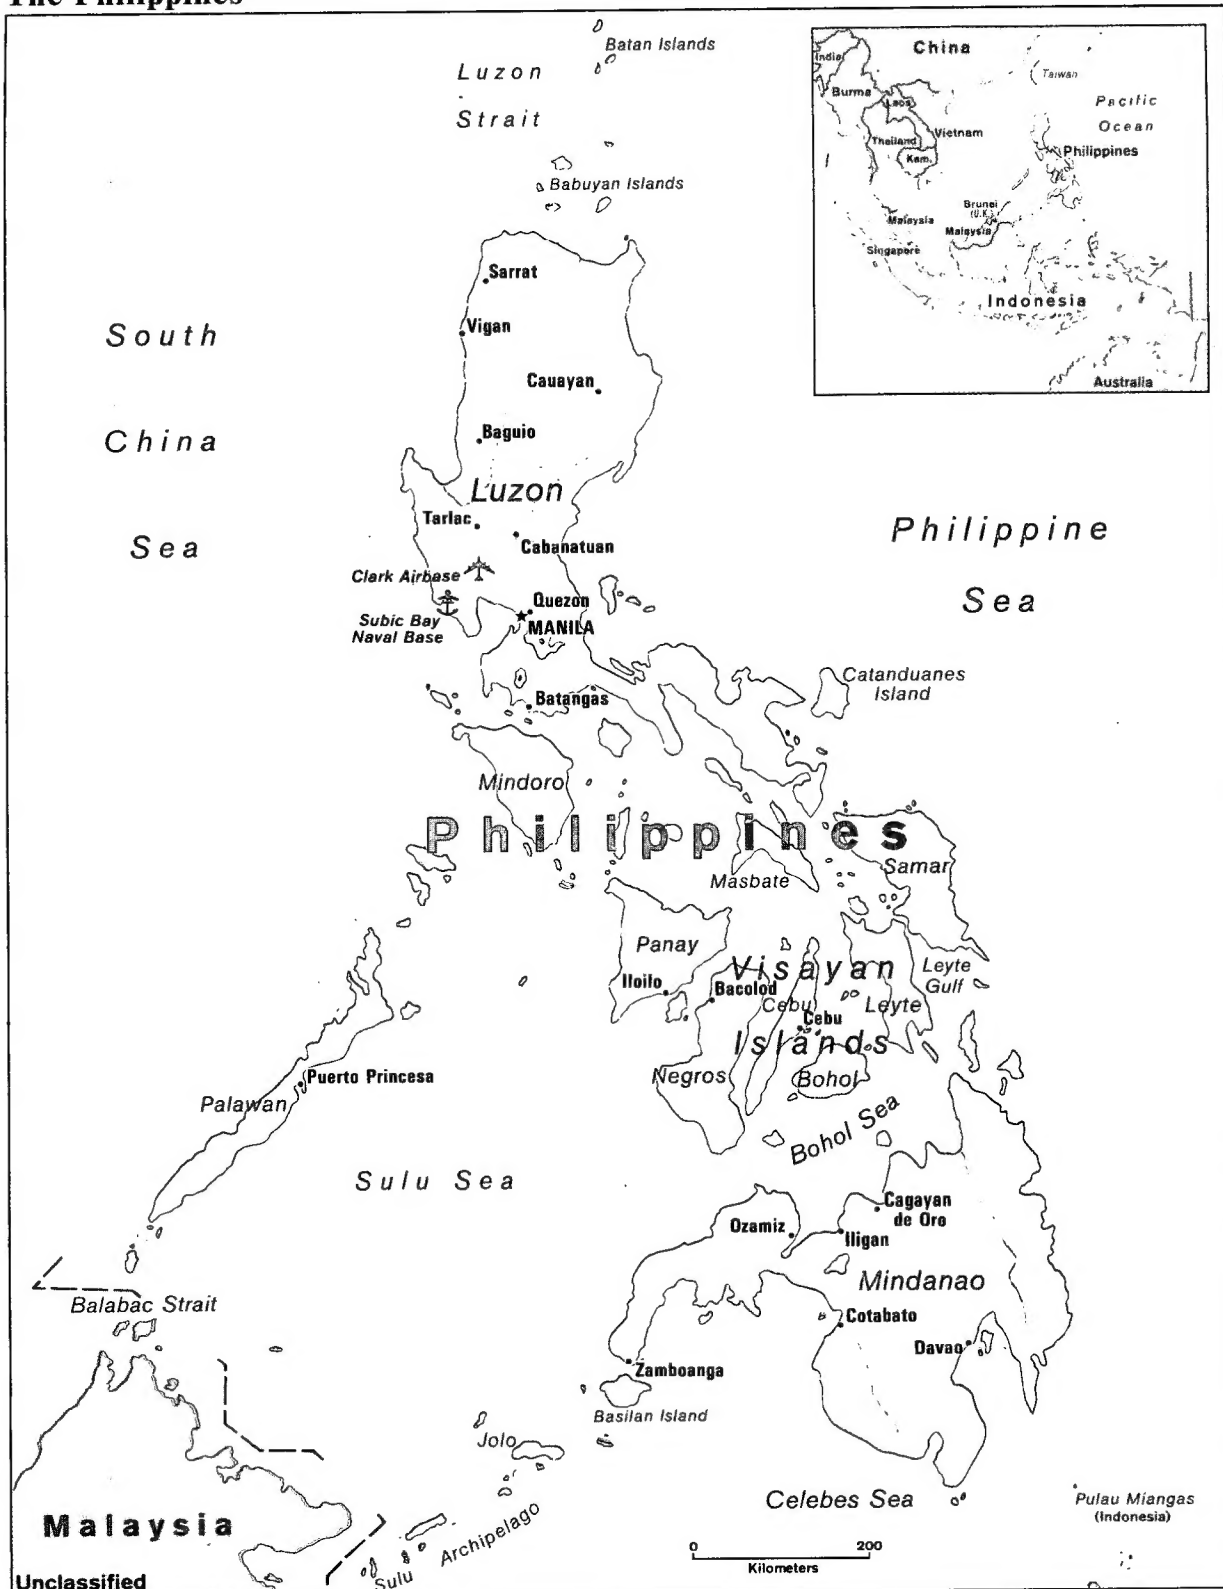 The Philippines
Batan Islands
Luzon
Strait
Babuyan Islands
China
India
Taiwan
Burma
Laos
Pacific
Ocean
Thailand
Vietnam
Kam.
Philippines
Brunei
(U.K.)
Malaysia
Malaysia
Singapore
Indonesia
Australia
Sarrat
South
Vigan
Cauayan
China
Baguio
Luzon
Tarlac
Philippine
Sea
Cabanatuan
Clark Airbase
Quezon
Sea
Subic Bay
Naval Base
MANILA
Catanduanes
Island
Batangas
Mindoro
Philippines
Samar
Masbate
Panay
Visayan
Leyte
Gulf
Iloilo
Bacolod
Cebu
Leyte
Cebu
Islands
Negros
Bohol
Puerto Princesa
Palawan
Bohol Sea
Sulu Sea
Cagayan
de Oro
Ozamiz
Iligan
Mindanao
Balabac Strait
Cotabato
Davao
Zamboanga
Basilan Island
Jolo
Celebes Sea
Pulau Miangas
(Indonesia)
Malaysia
Sulu Archipelago
0 200
Kilometers
Unclassified